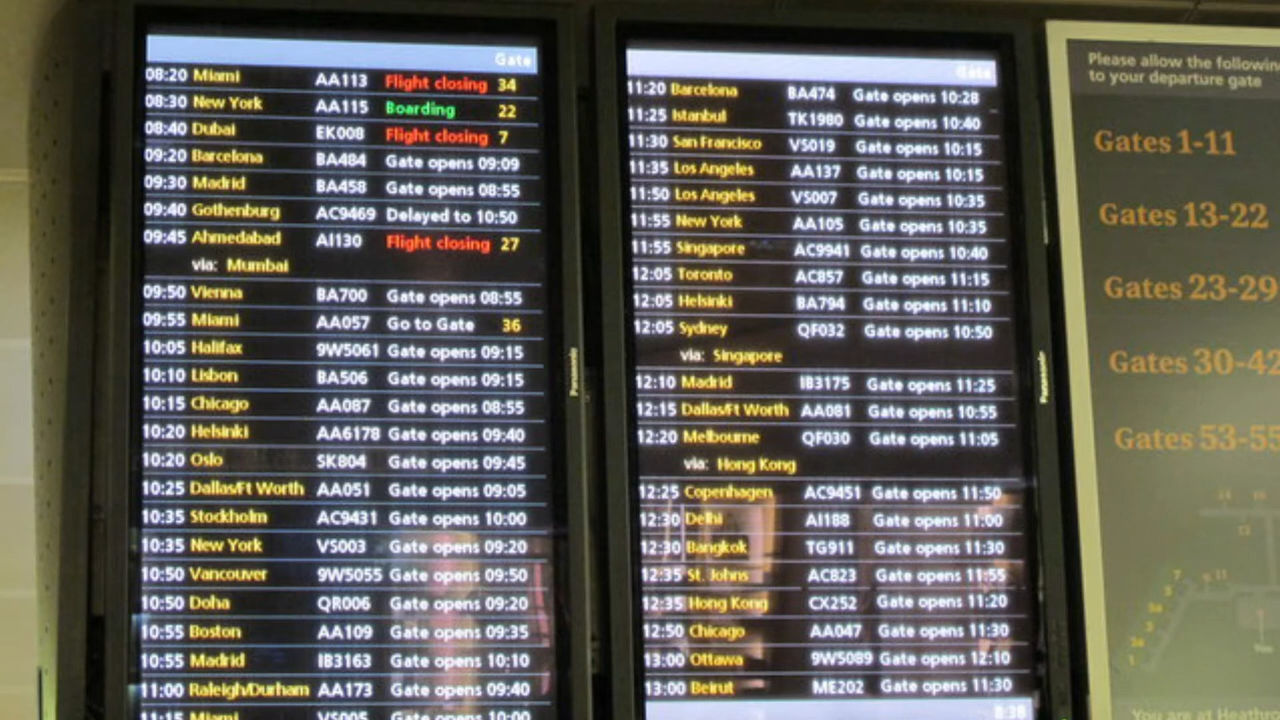 Gate
08:20 Miami AA113 Flight closing 34
08:30 New York AA115 Boarding 22
08:40 Dubai EK008 Flight closing 7
09:20 Barcelona BA484 Gate opens 09:09
09:30 Madrid BA458 Gate opens 08:55
09:40 Gothenburg AC9469 Delayed to 10:50
09:45 Ahmedabad AI130 Flight closing 27
via: Mumbai
09:50 Vienna BA700 Gate opens 08:55
09:55 Miami AA057 Go to Gate 36
10:05 Halifax 9W5061 Gate opens 09:15
10:10 Lisbon BA506 Gate opens 09:15
10:15 Chicago AA087 Gate opens 08:55
10:20 Helsinki AA6178 Gate opens 09:40
10:20 Oslo SK804 Gate opens 09:45
10:25 Dallas/Ft Worth AA051 Gate opens 09:05
10:35 Stockholm AC9431 Gate opens 10:00
10:35 New York VS003 Gate opens 09:20
10:50 Vancouver 9W5055 Gate opens 09:50
10:50 Doha QR006 Gate opens 09:20
10:55 Boston AA109 Gate opens 09:35
10:55 Madrid IB3163 Gate opens 10:10
11:00 Raleigh/Durham AA173 Gate opens 09:40
11:15 Miami VS005 Gate opens 10:00
Panasonic
Gate
11:20 Barcelona BA474 Gate opens 10:28
11:25 Istanbul TK1980 Gate opens 10:40
11:30 San Francisco VS019 Gate opens 10:15
11:35 Los Angeles AA137 Gate opens 10:15
11:50 Los Angeles VS007 Gate opens 10:35
11:55 New York AA105 Gate opens 10:35
11:55 Singapore AC9941 Gate opens 10:40
12:05 Toronto AC857 Gate opens 11:15
12:05 Helsinki BA794 Gate opens 11:10
12:05 Sydney QF032 Gate opens 10:50
via: Singapore
12:10 Madrid IB3175 Gate opens 11:25
12:15 Dallas/Ft Worth AA081 Gate opens 10:55
12:20 Melbourne QF030 Gate opens 11:05
via: Hong Kong
12:25 Copenhagen AC9451 Gate opens 11:50
12:30 Delhi AI188 Gate opens 11:00
12:30 Bangkok TG911 Gate opens 11:30
12:35 St. Johns AC823 Gate opens 11:55
12:35 Hong Kong CX252 Gate opens 11:20
12:50 Chicago AA047 Gate opens 11:30
13:00 Ottawa 9W5089 Gate opens 12:10
13:00 Beirut ME202 Gate opens 11:30
8:36
Panasonic
Please allow the following
to your departure gate
Gates 1-11
Gates 13-22
Gates 23-29
Gates 30-42
Gates 53-55
You are at Heathro